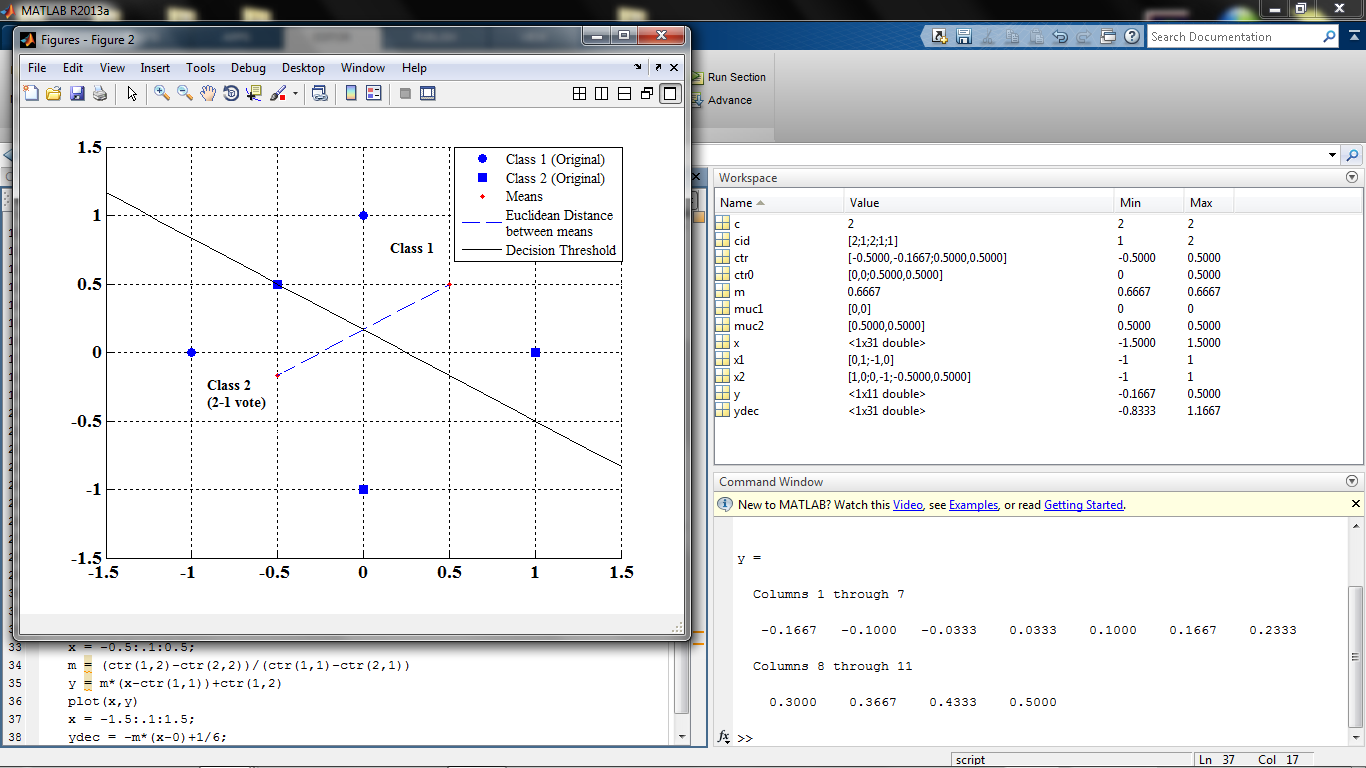 MATLAB R2013a
Figures - Figure 2
File Edit View Insert Tools Debug Desktop Window Help
Search Documentation
Run Section
Advance
1.5
1
0.5
0
-0.5
-1
-1.5
-1.5 -1 -0.5 0 0.5 1 1.5
Class 1 (Original)
Class 2 (Original)
Means
Euclidean Distance
between means
Decision Threshold
Class 1
Class 2
(2-1 vote)
Workspace
Name Value Min Max
c 2 2 2
cid [2;1;2;1;1] 1 2
ctr [-0.5000,-0.1667;0.5000,0.5000] -0.5000 0.5000
ctr0 [0,0;0.5000,0.5000] 0 0.5000
m 0.6667 0.6667 0.6667
muc1 [0,0] 0 0
muc2 [0.5000,0.5000] 0.5000 0.5000
x <1x31 double> -1.5000 1.5000
x1 [0,1;-1,0] -1 1
x2 [1,0;0,-1;-0.5000,0.5000] -1 1
y <1x11 double> -0.1667 0.5000
ydec <1x31 double> -0.8333 1.1667
Command Window
New to MATLAB? Watch this Video, see Examples, or read Getting Started.
y =
Columns 1 through 7
-0.1667 -0.1000 -0.0333 0.0333 0.1000 0.1667 0.2333
Columns 8 through 11
0.3000 0.3667 0.4333 0.5000
fx >>
33 x = -0.5:.1:0.5;
34 m = (ctr(1,2)-ctr(2,2))/(ctr(1,1)-ctr(2,1))
35 y = m*(x-ctr(1,1))+ctr(1,2)
36 plot(x,y)
37 x = -1.5:.1:1.5;
38 ydec = -m*(x-0)+1/6;
script Ln 37 Col 17